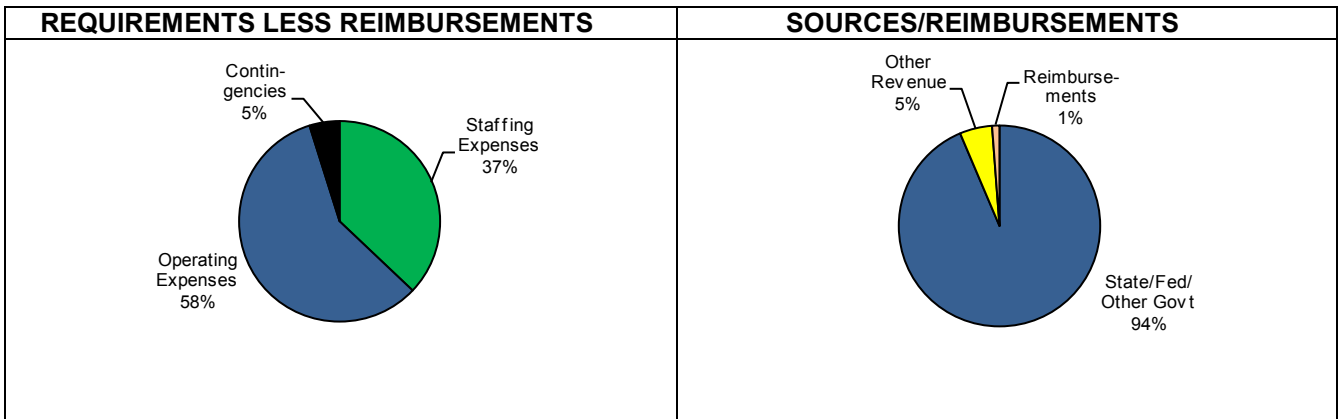 REQUIREMENTS LESS REIMBURSEMENTS
Contin-
gencies
5%
Staffing
Expenses
37%
Operating
Expenses
58%
SOURCES/REIMBURSEMENTS
Other
Revenue
5%
Reimburse-
ments
1%
State/Fed/
Other Govt
94%